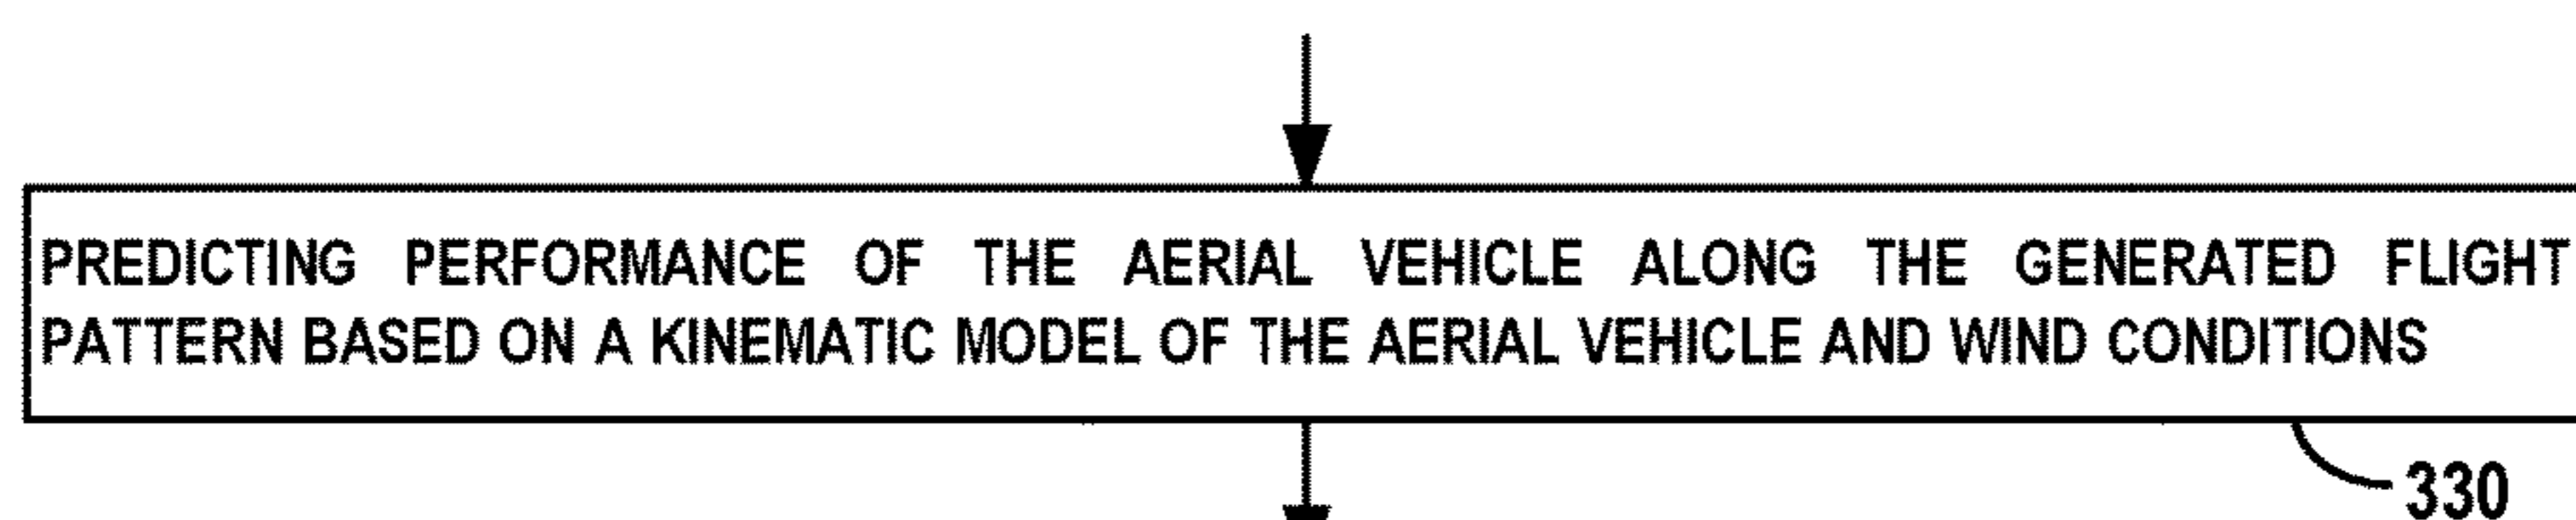 PREDICTING PERFORMANCE OF THE AERIAL VEHICLE ALONG THE GENERATED FLIGHT
PATTERN BASED ON A KINEMATIC MODEL OF THE AERIAL VEHICLE AND WIND CONDITIONS
330